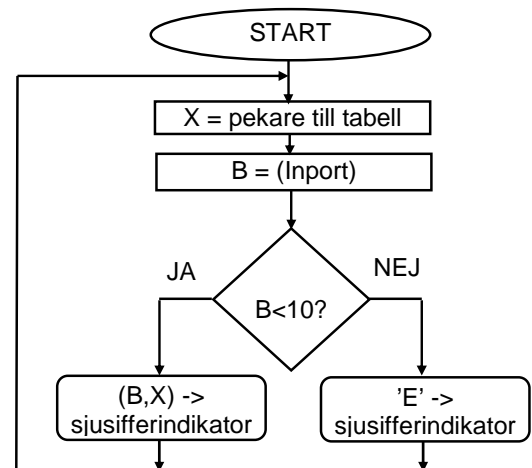 START
X = pekare till tabell
B = (Inport)
JA
NEJ
B<10?
(B,X) ->
sjusifferindikator
'E' ->
sjusifferindikator